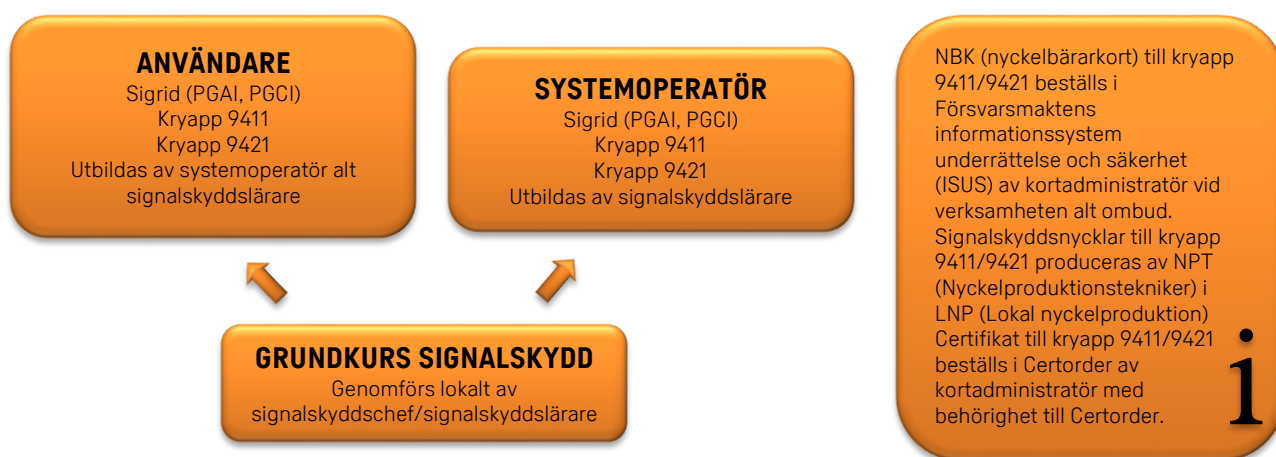 ANVÄNDARE
Sigrid (PGAI, PGCI)
Kryapp 9411
Kryapp 9421
Utbildas av systemoperatör alt
signalskyddslärare
SYSTEMOPERATÖR
Sigrid (PGAI, PGCI)
Kryapp 9411
Kryapp 9421
Utbildas av signalskyddslärare
GRUNDKURS SIGNALSKYDD
Genomförs lokalt av
signalskyddschef/signalskyddslärare
NBK (nyckelbärarkort) till kryapp
9411/9421 beställs i
Försvarsmaktens
informationssystem
underrättelse och säkerhet
(ISUS) av kortadministratör vid
verksamheten alt ombud.
Signalskyddsnycklar till kryapp
9411/9421 produceras av NPT
(Nyckelproduktionstekniker) i
LNP (Lokal nyckelproduktion)
Certifikat till kryapp 9411/9421
beställs i Certorder av
kortadministratör med
behörighet till Certorder.
i